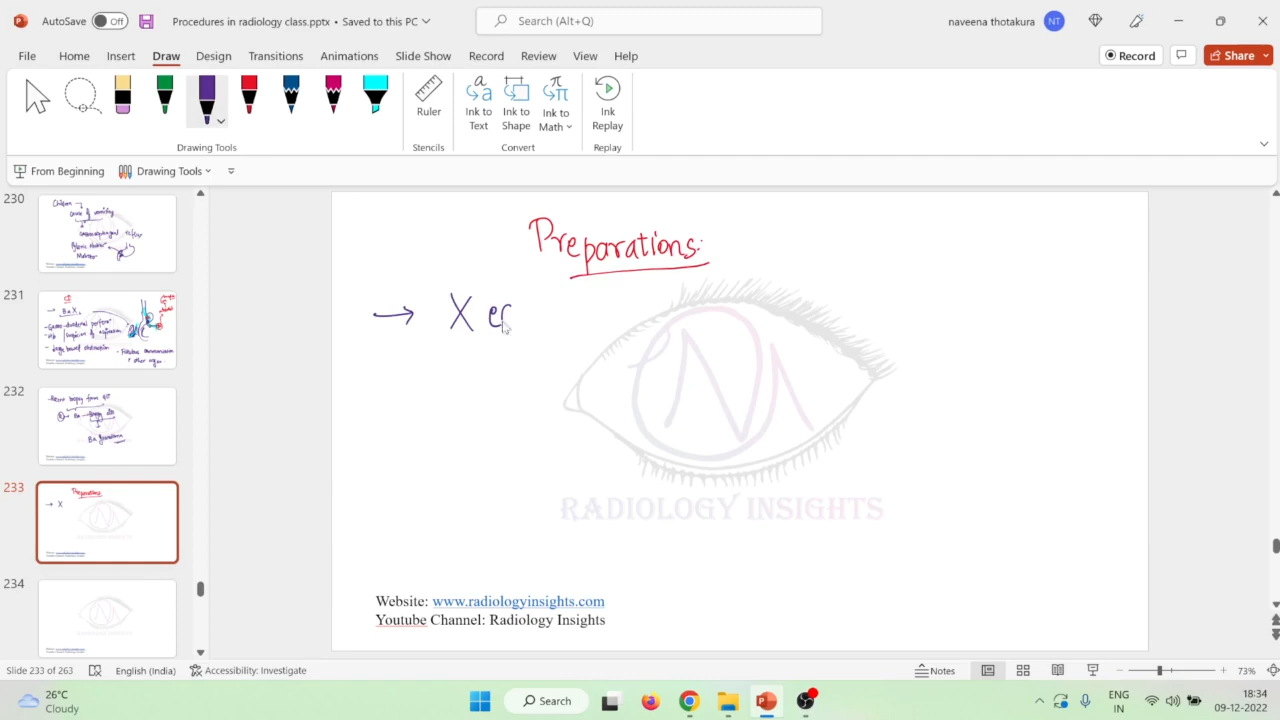 AutoSave Off Procedures in radiology class.pptx • Saved to this PC Search (Alt+Q) naveena thotakura NT
File Home Insert Draw Design Transitions Animations Slide Show Record Review View Help Record Share
Ruler Ink to Text Ink to Shape Ink to Math Ink Replay
Drawing Tools Stencils Convert Replay
From Beginning Drawing Tools
230
231
232
233
234
Preparations:
→ X er
RADIOLOGY INSIGHTS
Website: www.radiologyinsights.com
Youtube Channel: Radiology Insights
Slide 233 of 263 English (India) Accessibility: Investigate Notes 73%
26°C
Cloudy
Search
ENG
IN
18:34
09-12-2022